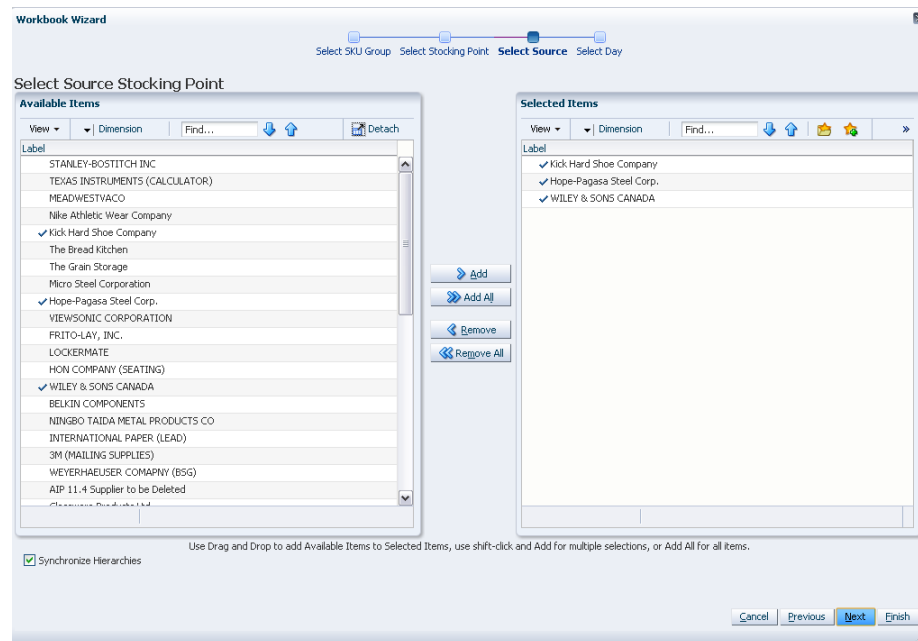 Workbook Wizard
Select SKU Group Select Stocking Point Select Source Select Day
Select Source Stocking Point
Available Items
View Dimension Find... Detach
Label
STANLEY-BOSTITCH INC
TEXAS INSTRUMENTS (CALCULATOR)
MEADWESTVACO
Nike Athletic Wear Company
Kick Hard Shoe Company
The Bread Kitchen
The Grain Storage
Micro Steel Corporation
Hope-Pagasa Steel Corp.
VIEWSONIC CORPORATION
FRITO-LAY, INC.
LOCKERMATE
HON COMPANY (SEATING)
WILEY & SONS CANADA
BELKIN COMPONENTS
NINGBO TAIDA METAL PRODUCTS CO
INTERNATIONAL PAPER (LEAD)
3M (MAILING SUPPLIES)
WEYERHAEUSER COMAPNY (BSG)
AIP 11.4 Supplier to be Deleted
Add
Add All
Remove
Remove All
Selected Items
View Dimension Find... »
Label
Kick Hard Shoe Company
Hope-Pagasa Steel Corp.
WILEY & SONS CANADA
Use Drag and Drop to add Available Items to Selected Items, use shift-click and Add for multiple selections, or Add All for all items.
Synchronize Hierarchies
Cancel Previous Next Finish